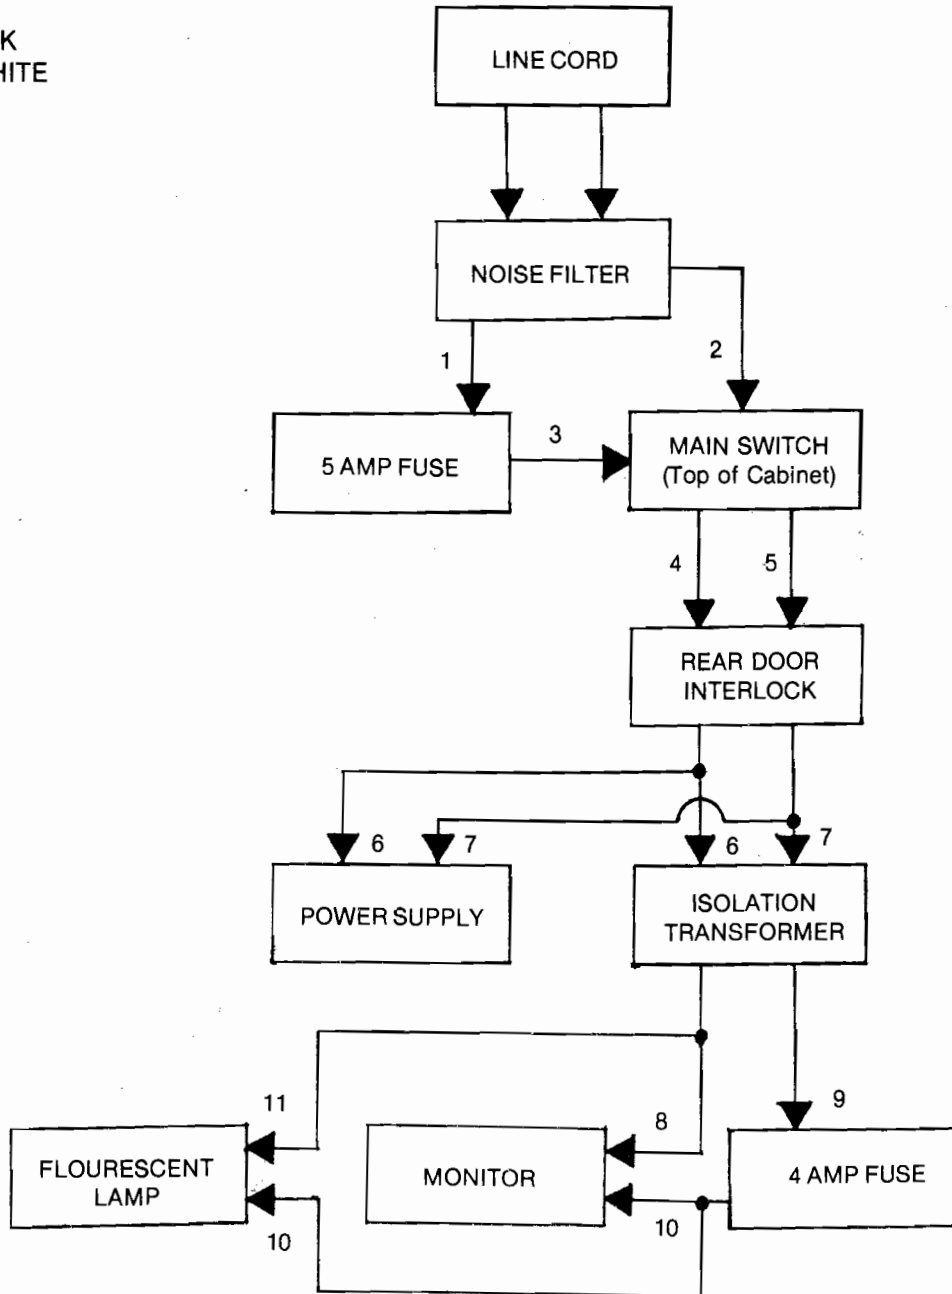 K
HITE
LINE CORD
NOISE FILTER
1
2
5 AMP FUSE
3
MAIN SWITCH
(Top of Cabinet)
4
5
REAR DOOR
INTERLOCK
6
7
6
7
POWER SUPPLY
ISOLATION
TRANSFORMER
11
8
9
FLOURESCENT
LAMP
MONITOR
4 AMP FUSE
10
10